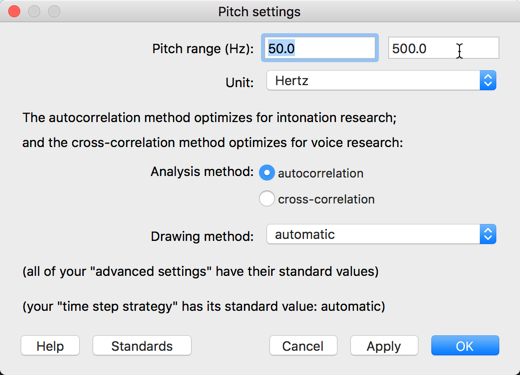 Pitch settings
Pitch range (Hz): 50.0 500.0
Unit: Hertz
The autocorrelation method optimizes for intonation research;
and the cross-correlation method optimizes for voice research:
Analysis method: autocorrelation
cross-correlation
Drawing method: automatic
(all of your "advanced settings" have their standard values)
(your "time step strategy" has its standard value: automatic)
Help Standards Cancel Apply OK